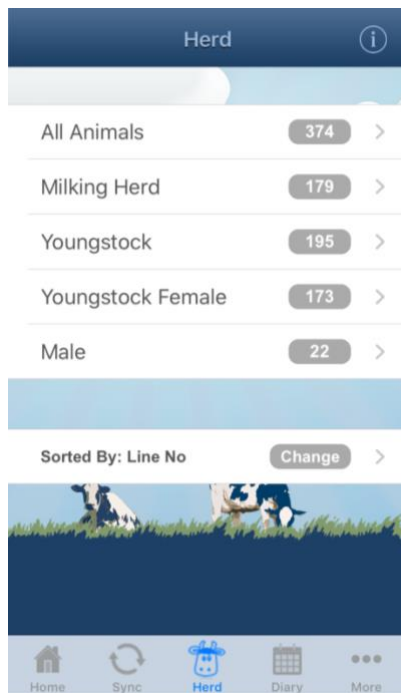 Herd
All Animals 374
Milking Herd 179
Youngstock 195
Youngstock Female 173
Male 22
Sorted By: Line No Change
Home Sync Herd Diary More